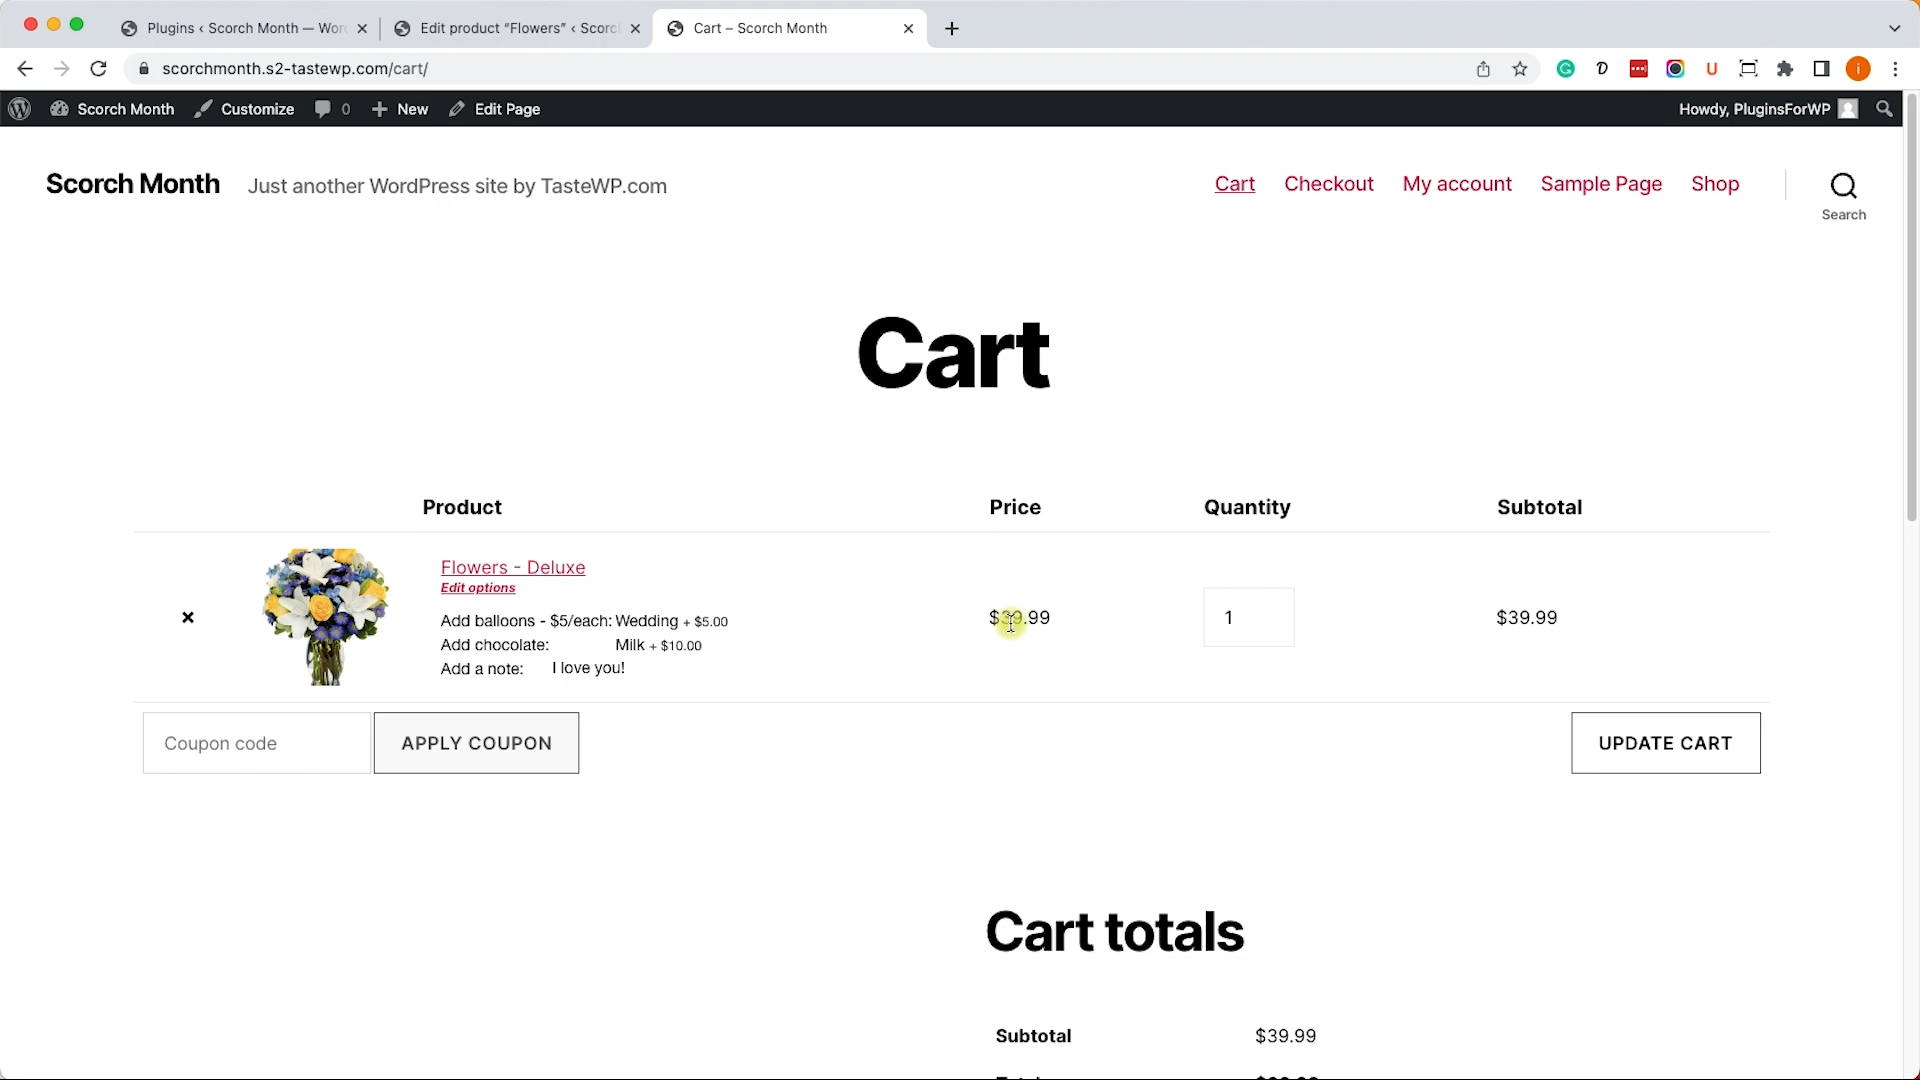 Plugins ‹ Scorch Month — Wor
Edit product “Flowers” ‹ Scorc
Cart – Scorch Month
scorchmonth.s2-tastewp.com/cart/
Scorch Month
Customize
0
New
Edit Page
Howdy, PluginsForWP
Scorch Month
Just another WordPress site by TasteWP.com
Cart
Checkout
My account
Sample Page
Shop
Search
Cart
Product
Price
Quantity
Subtotal
Flowers - Deluxe
Edit options
Add balloons - $5/each: Wedding + $5.00
Add chocolate: Milk + $10.00
Add a note: I love you!
$39.99
1
$39.99
Coupon code
APPLY COUPON
UPDATE CART
Cart totals
Subtotal
$39.99